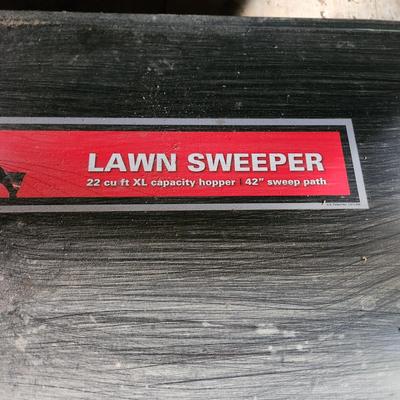 LAWN SWEEPER
22 cu ft XL capacity hopper | 42" sweep path